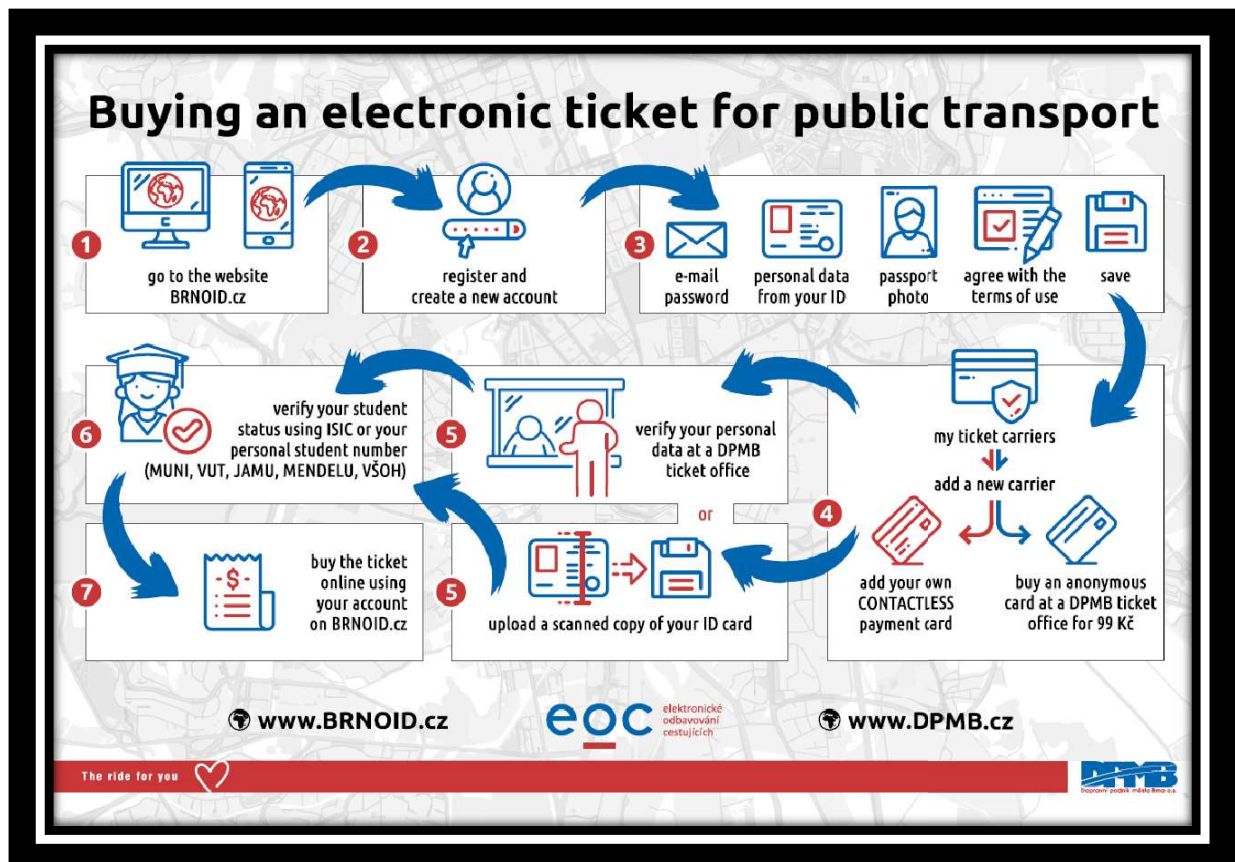 Buying an electronic ticket for public transport
1
go to the website
BRNOID.cz
2
register and
create a new account
3
e-mail
password
personal data
from your ID
passport
photo
agree with the
terms of use
save
4
my ticket carriers
add a new carrier
add your own
CONTACTLESS
payment card
buy an anonymous
card at a DPMB ticket
office for 99 Kč
5
verify your personal
data at a DPMB
ticket office
or
5
upload a scanned copy of your ID card
6
verify your student
status using ISIC or your
personal student number
(MUNI, VUT, JAMU, MENDELU, VŠOH)
7
- $ -
buy the ticket
online using
your account
on BRNOID.cz
www.BRNOID.cz
eoc
elektronické
odbavování
cestujících
www.DPMB.cz
The ride for you
DPMB
Dopravní podnik města Brna a.s.